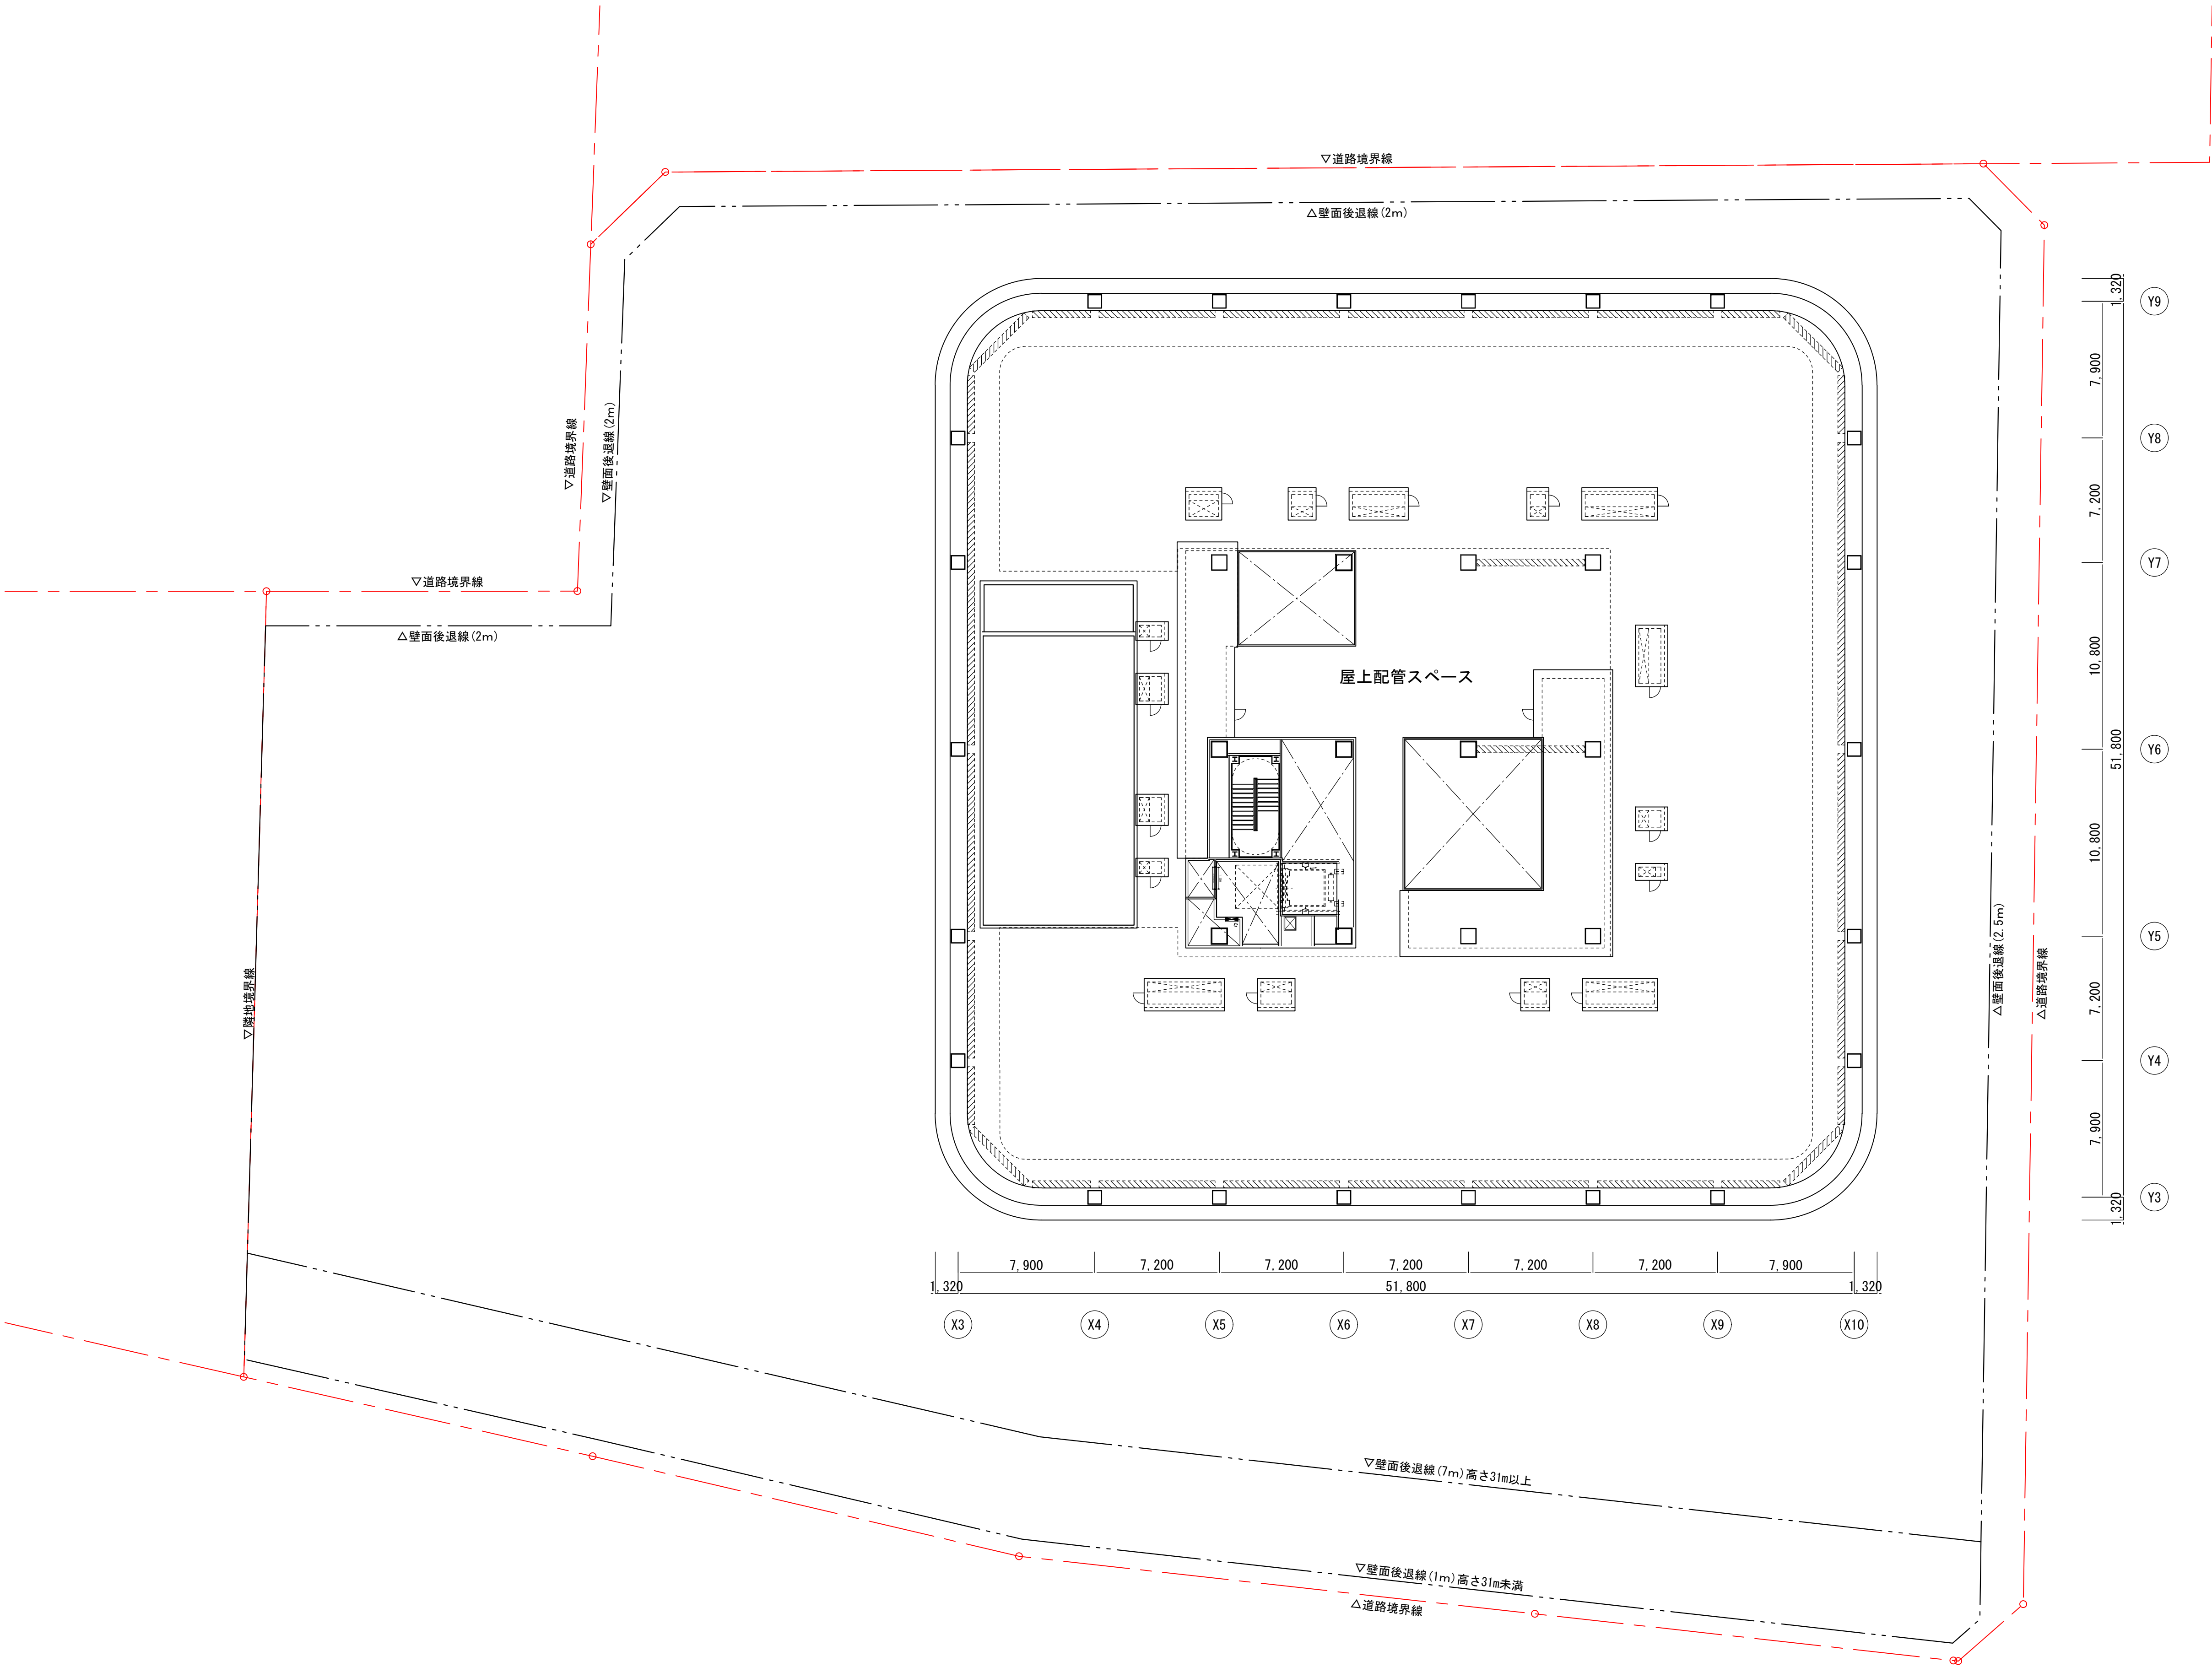 ▽道路境界線
△壁面後退線(2m)
▽道路境界線
▽壁面後退線(2m)
▽道路境界線
△壁面後退線(2m)
▽隣地境界線
屋上配管スペース
△壁面後退線(2.5m)
△道路境界線
1,320
7,900
7,200
10,800
51,800
10,800
7,200
7,900
1,320
Y9
Y8
Y7
Y6
Y5
Y4
Y3
7,900
7,200
7,200
7,200
7,200
7,200
7,900
1,320
51,800
1,320
X3
X4
X5
X6
X7
X8
X9
X10
▽壁面後退線(7m)高さ31m以上
▽壁面後退線(1m)高さ31m未満
△道路境界線